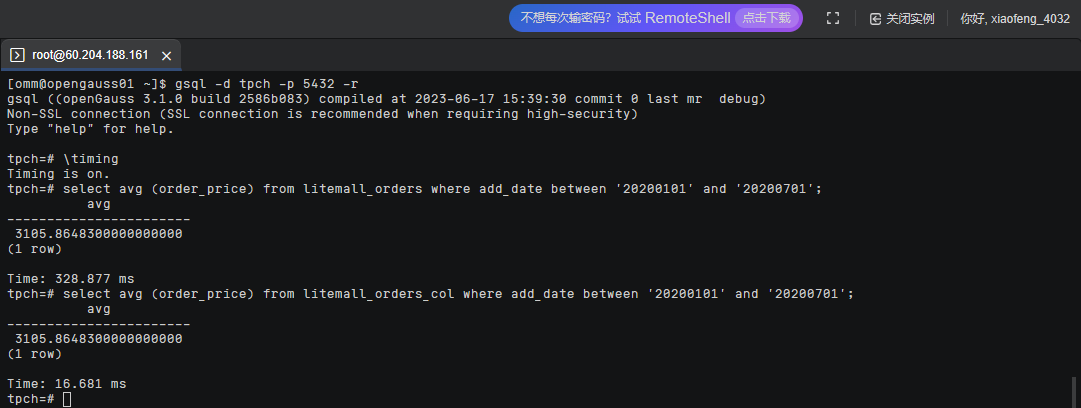 不想每次输密码？试试 RemoteShell 点击下载 关闭实例 你好, xiaofeng_4032
root@60.204.188.161
[omm@opengauss01 ~]$ gsql -d tpch -p 5432 -r
gsql ((openGauss 3.1.0 build 2586b083) compiled at 2023-06-17 15:39:30 commit 0 last mr  debug)
Non-SSL connection (SSL connection is recommended when requiring high-security)
Type "help" for help.
tpch=# \timing
Timing is on.
tpch=# select avg (order_price) from litemall_orders where add_date between '20200101' and '20200701';
avg
-----------------------
3105.8648300000000000
(1 row)
Time: 328.877 ms
tpch=# select avg (order_price) from litemall_orders_col where add_date between '20200101' and '20200701';
avg
-----------------------
3105.8648300000000000
(1 row)
Time: 16.681 ms
tpch=#